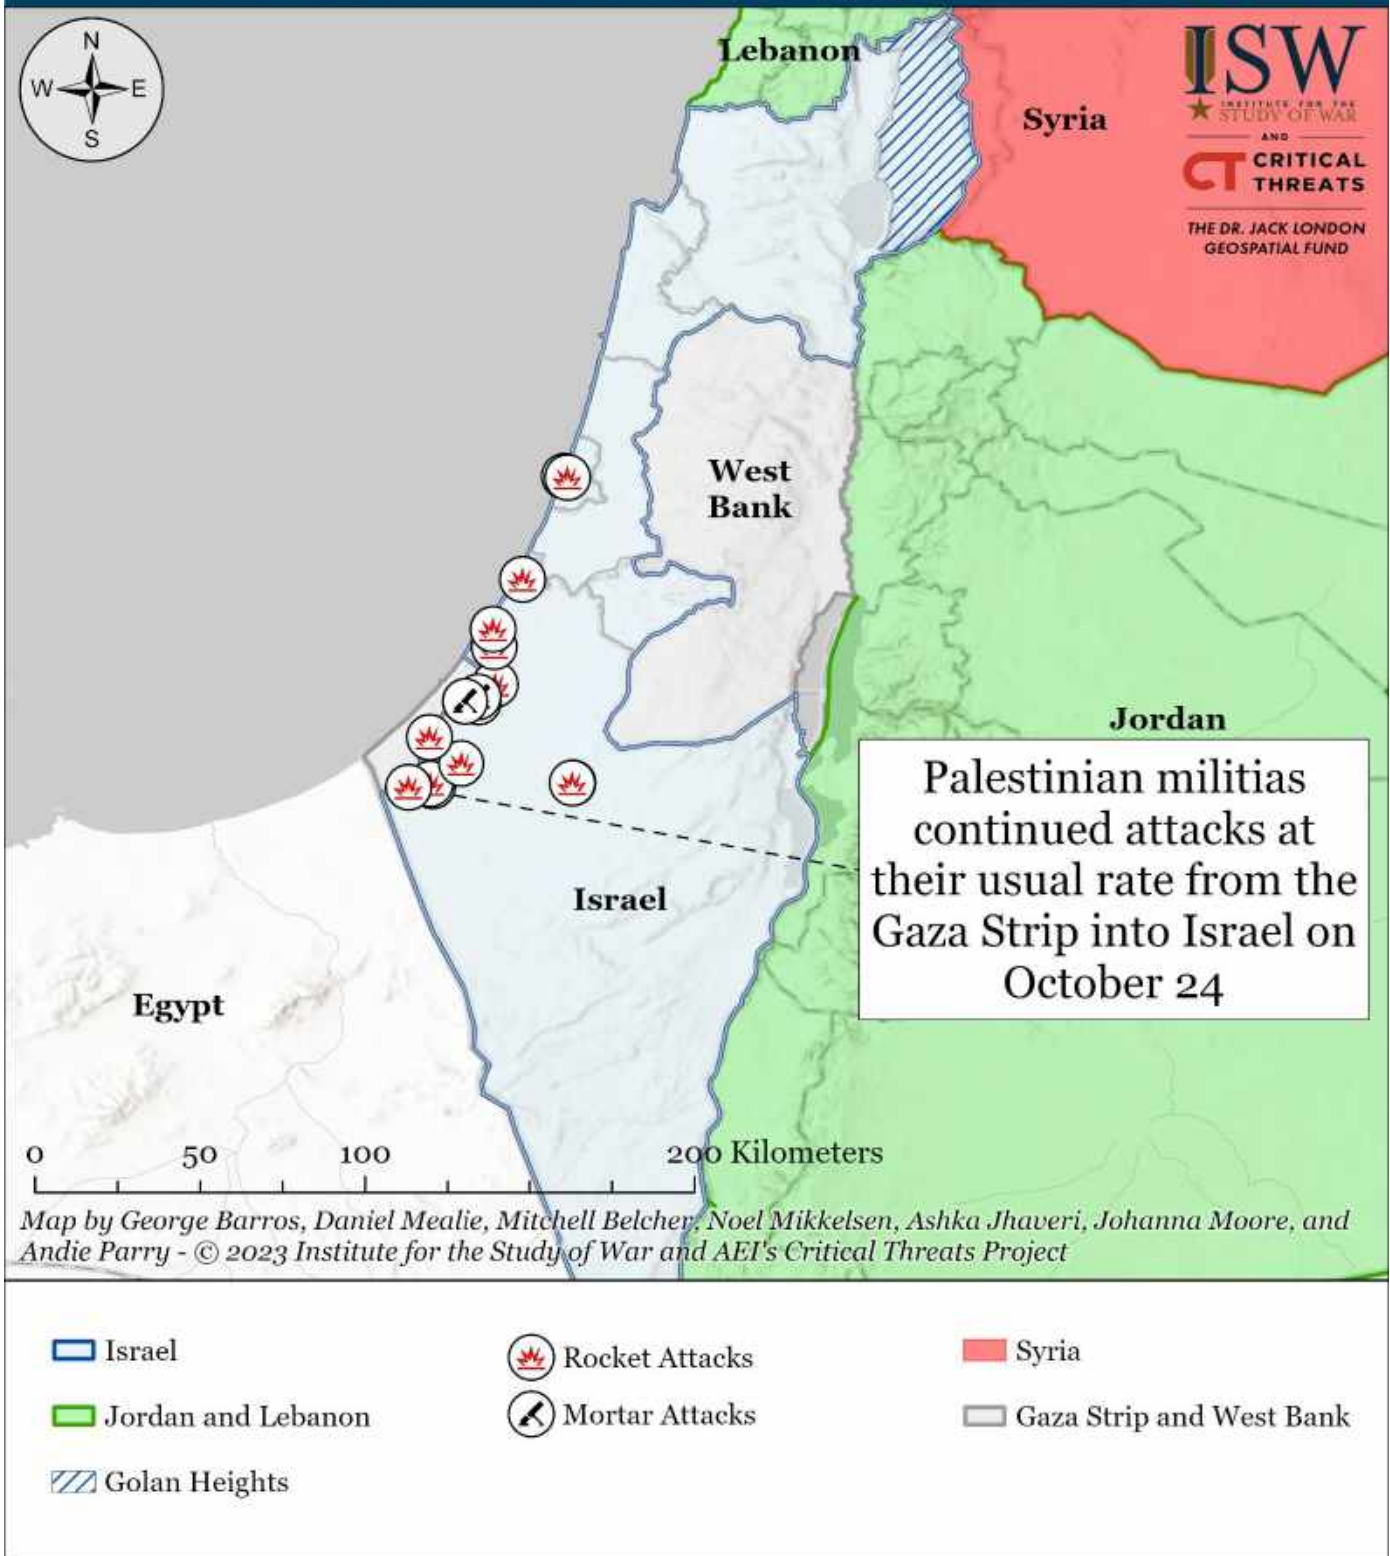 N
W
E
S
Lebanon
Syria
ISW
INSTITUTE FOR THE
STUDY OF WAR
AND
CT CRITICAL
THREATS
THE DR. JACK LONDON
GEOSPATIAL FUND
West
Bank
Jordan
Palestinian militias
continued attacks at
their usual rate from the
Gaza Strip into Israel on
October 24
Israel
Egypt
0 50 100 200 Kilometers
Map by George Barros, Daniel Mealie, Mitchell Belcher, Noel Mikkelsen, Ashka Jhaveri, Johanna Moore, and
Andie Parry - © 2023 Institute for the Study of War and AEI's Critical Threats Project
Israel
Rocket Attacks
Syria
Jordan and Lebanon
Mortar Attacks
Gaza Strip and West Bank
Golan Heights